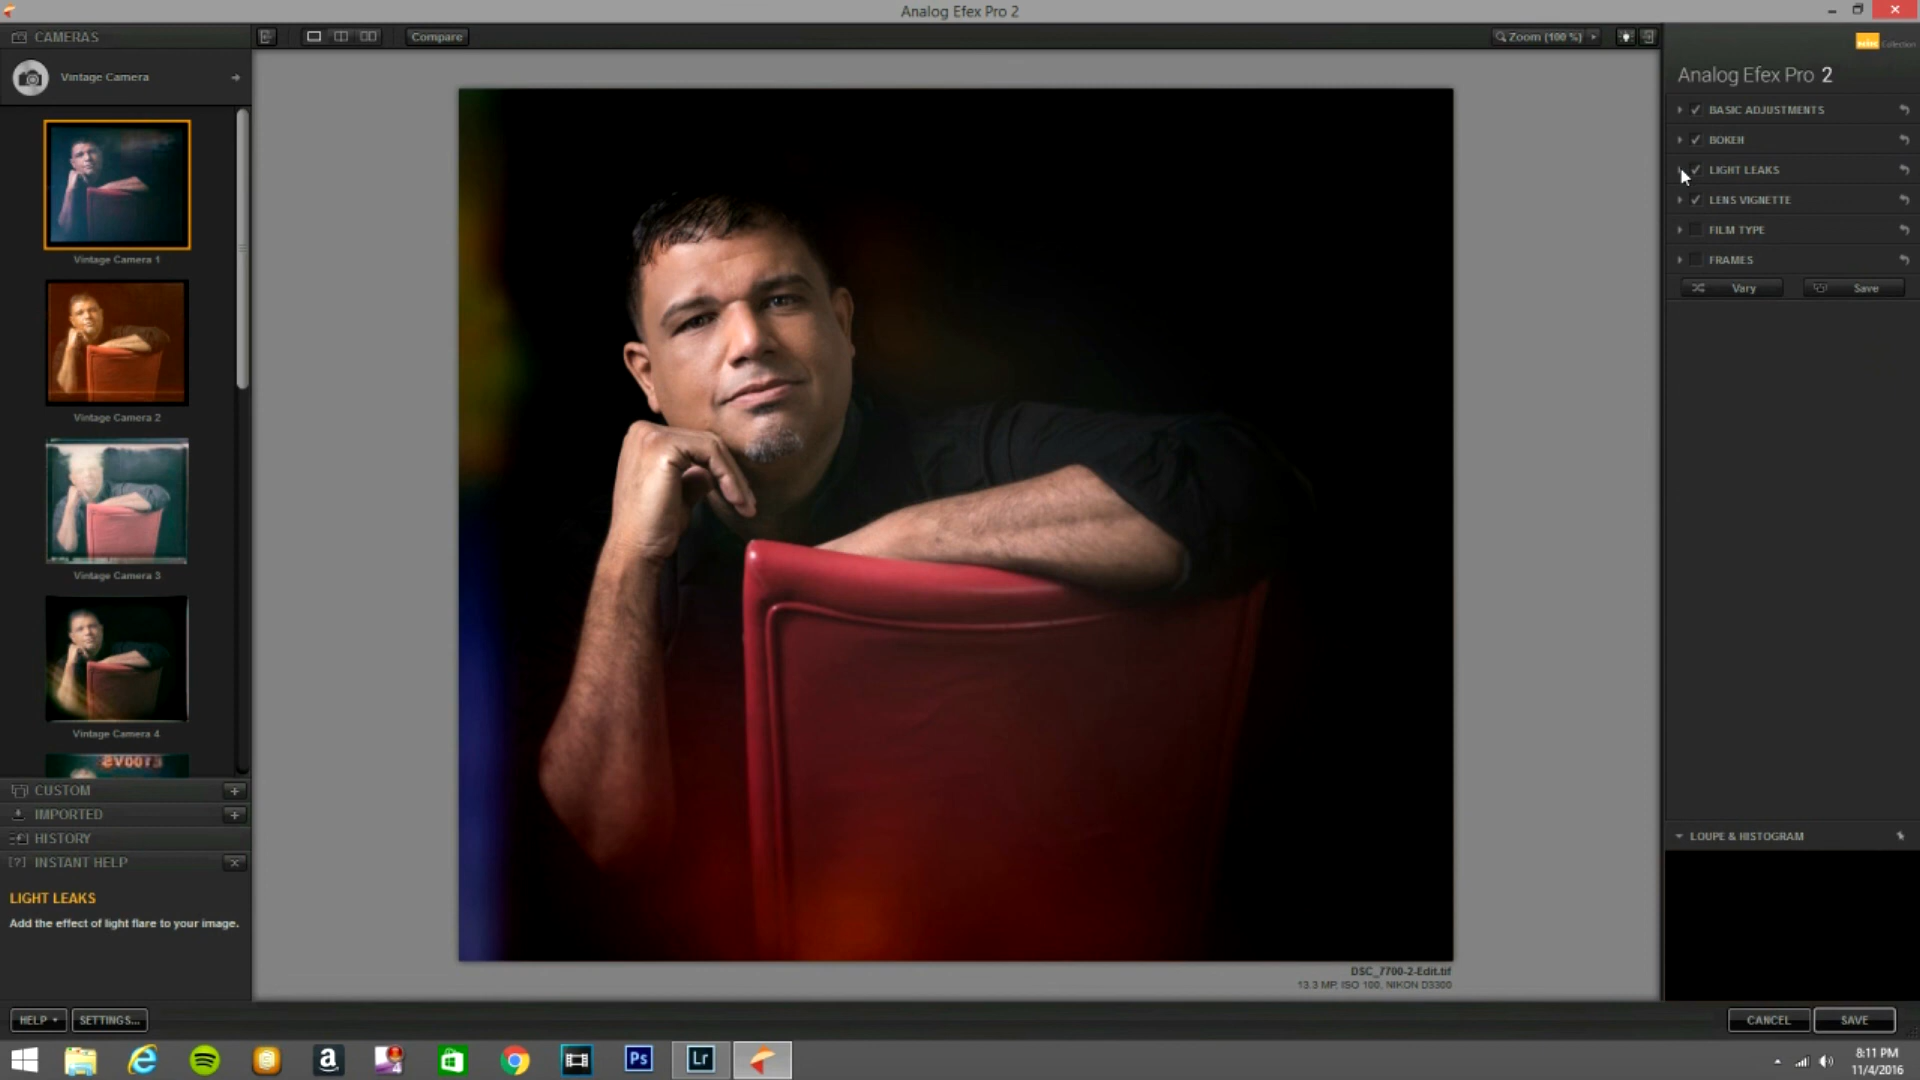 Analog Efex Pro 2
CAMERAS
Compare
Zoom (100 %)
Vintage Camera
Collection
Analog Efex Pro 2
BASIC ADJUSTMENTS
BOKEH
LIGHT LEAKS
LENS VIGNETTE
FILM TYPE
FRAMES
Vary
Save
Vintage Camera 1
Vintage Camera 2
Vintage Camera 3
Vintage Camera 4
CUSTOM
IMPORTED
HISTORY
[?] INSTANT HELP
LIGHT LEAKS
Add the effect of light flare to your image.
LOUPE & HISTOGRAM
DSC_7700-2-Edit.tif
13.3 MP, ISO 100, NIKON D3300
HELP
SETTINGS...
CANCEL
SAVE
a
4
Ps
Lr
8:11 PM
11/4/2016